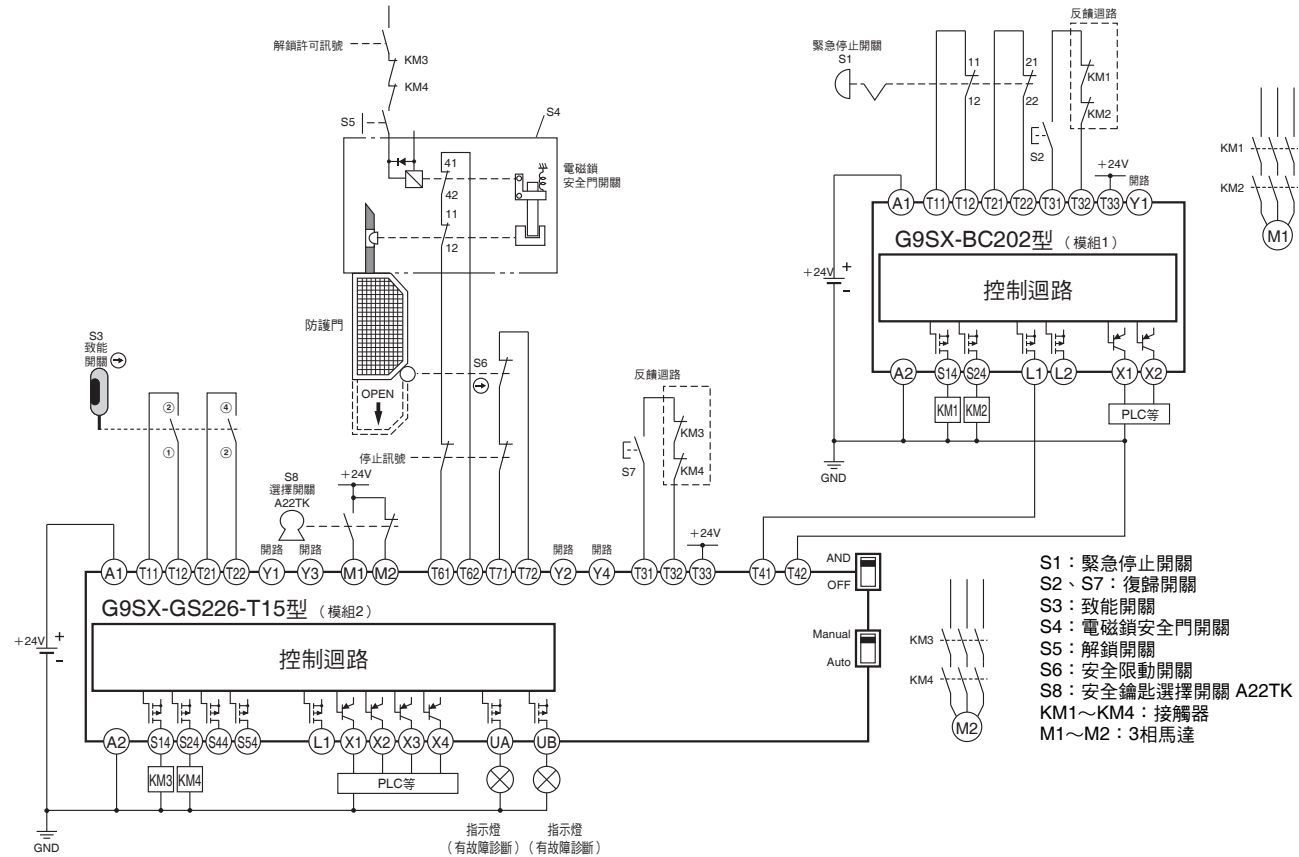 解鎖許可訊號
KM3
KM4
S5
S4
41
42
11
12
電磁鎖
安全門開關
防護門
OPEN
S3
致能
開關
②
①
④
②
S6
停止訊號
S8
選擇開關
A22TK
+24V
反饋迴路
S7
KM3
KM4
+24V
開路 開路 開路 開路
A1 T11 T12 T21 T22 Y1 Y3 M1 M2 T61 T62 T71 T72 Y2 Y4 T31 T32 T33 T41 T42
AND
OFF
Manual
Auto
G9SX-GS226-T15型 (模組2)
控制迴路
+24V
+
-
A2 S14 S24 S44 S54 L1 X1 X2 X3 X4 UA UB
KM3 KM4
PLC等
GND
指示燈
(有故障診斷)
指示燈
(有故障診斷)
緊急停止開關
S1
11
12
21
22
S2
反饋迴路
KM1
KM2
+24V
開路
A1 T11 T12 T21 T22 T31 T32 T33 Y1
G9SX-BC202型 (模組1)
控制迴路
+24V
+
-
A2 S14 S24 L1 L2 X1 X2
KM1 KM2
PLC等
GND
KM1
KM2
M1
KM3
KM4
M2
S1：緊急停止開關
S2、S7：復歸開關
S3：致能開關
S4：電磁鎖安全門開關
S5：解鎖開關
S6：安全限動開關
S8：安全鑰匙選擇開關 A22TK
KM1～KM4：接觸器
M1～M2：3相馬達